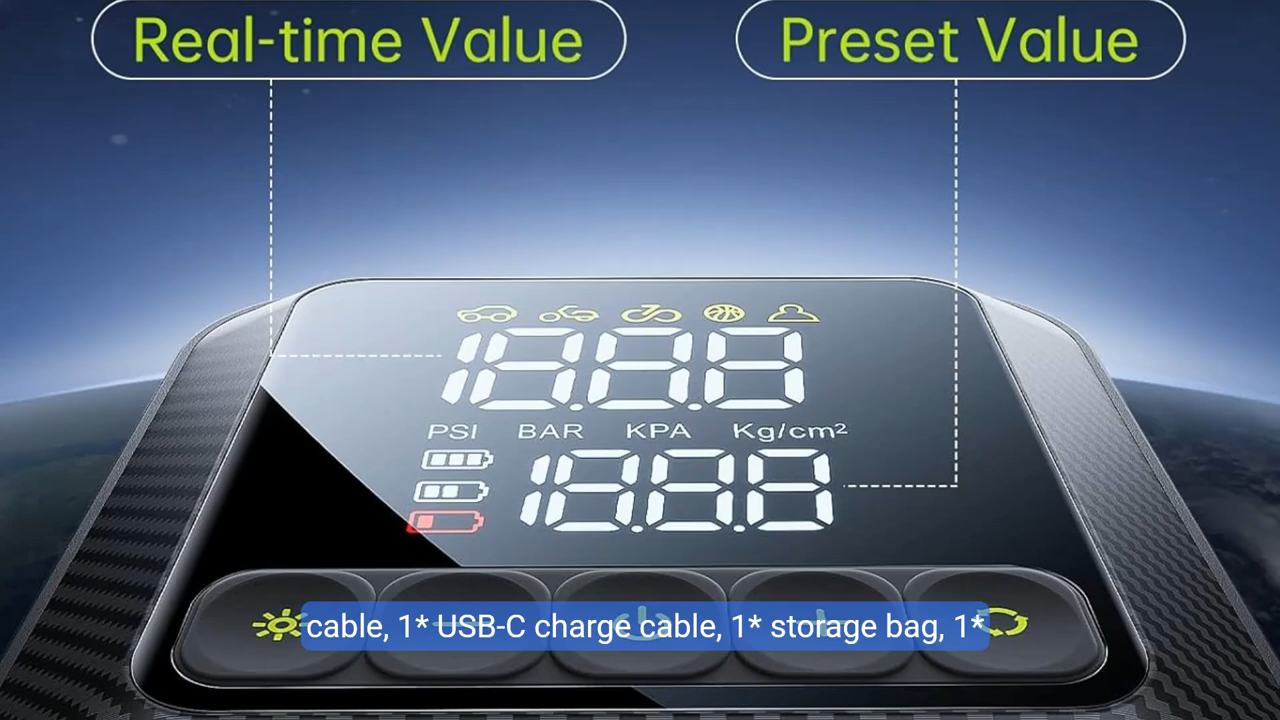 Real-time Value
Preset Value
18.8.8
PSI BAR KPA Kg/cm²
18.8.8
cable, 1* USB-C charge cable, 1* storage bag, 1*